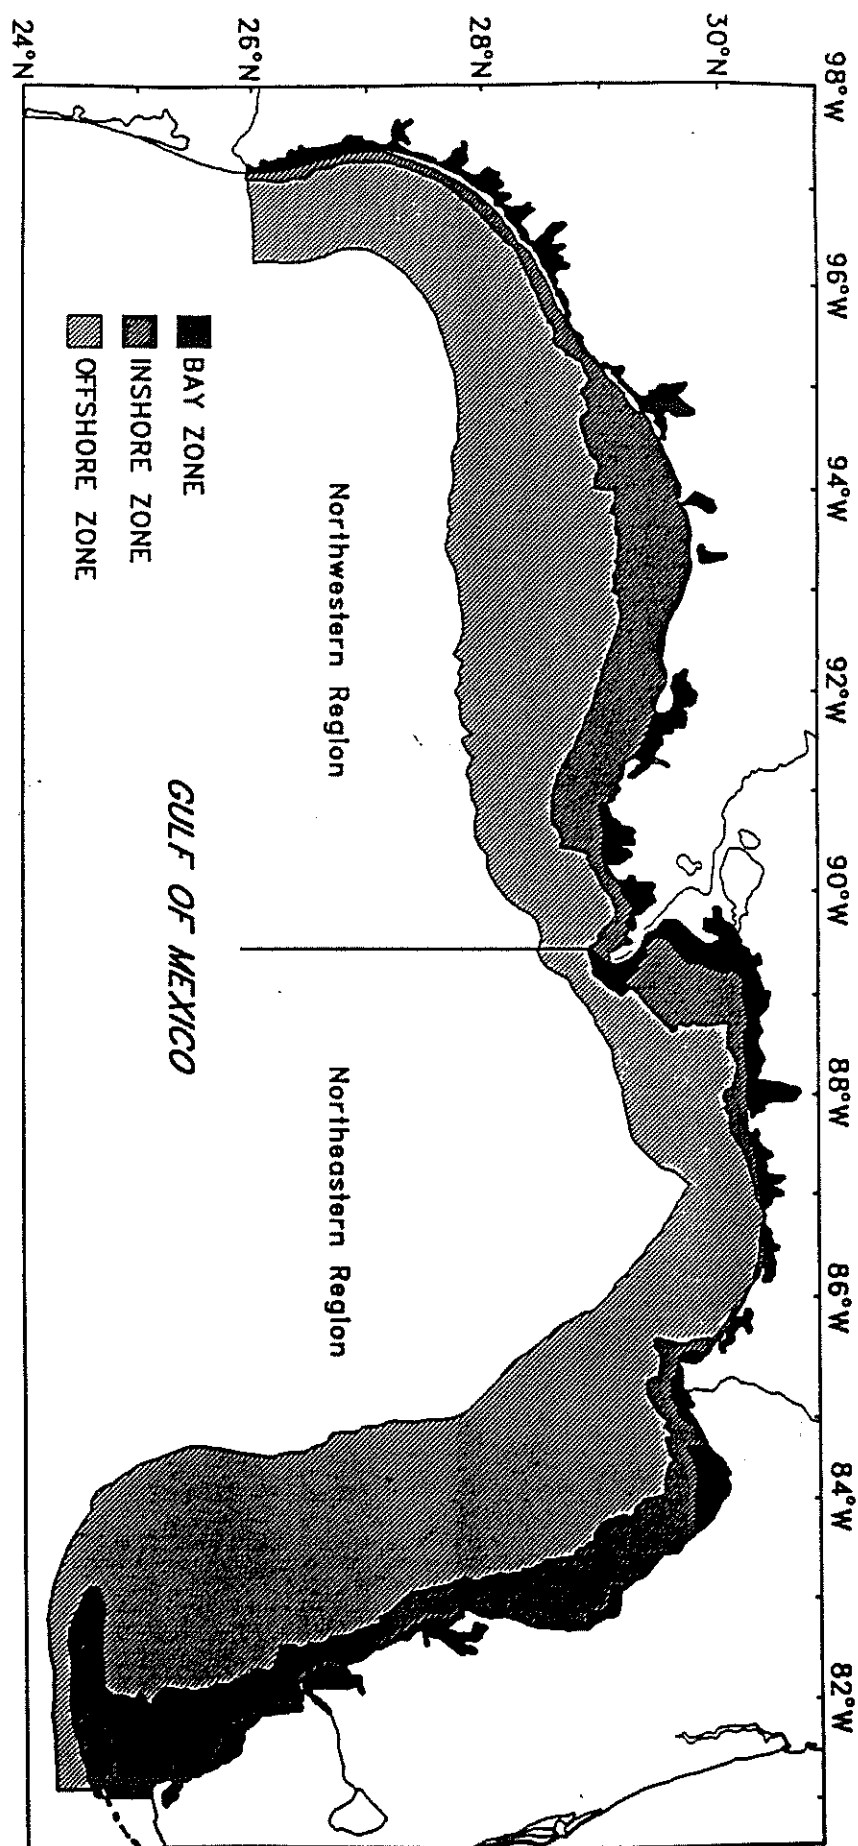 98°W 96°W 94°W 92°W 90°W 88°W 86°W 84°W 82°W
30°N
28°N
26°N
24°N
Northwestern Region
Northeastern Region
GULF OF MEXICO
BAY ZONE
INSHORE ZONE
OFFSHORE ZONE